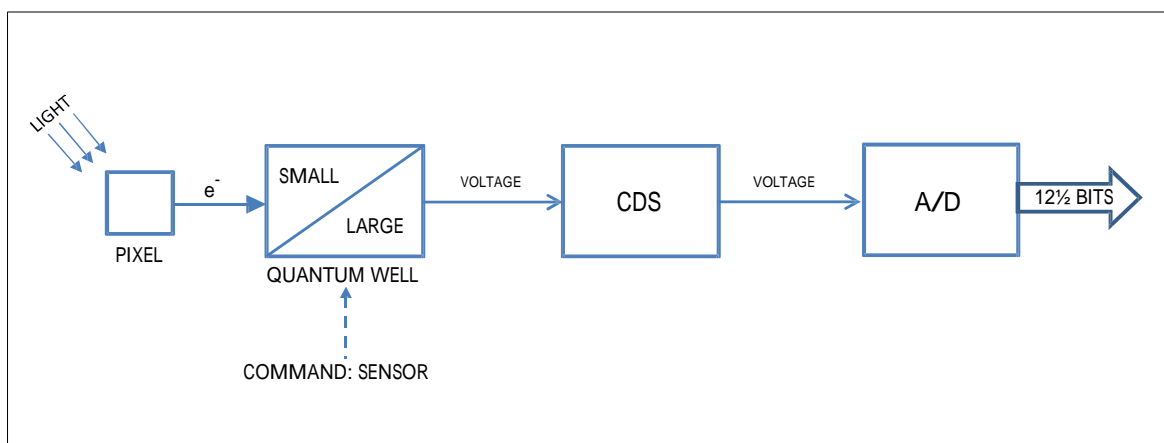 LIGHT
PIXEL
e-
SMALL
LARGE
QUANTUM WELL
COMMAND: SENSOR
VOLTAGE
CDS
VOLTAGE
A/D
12½ BITS